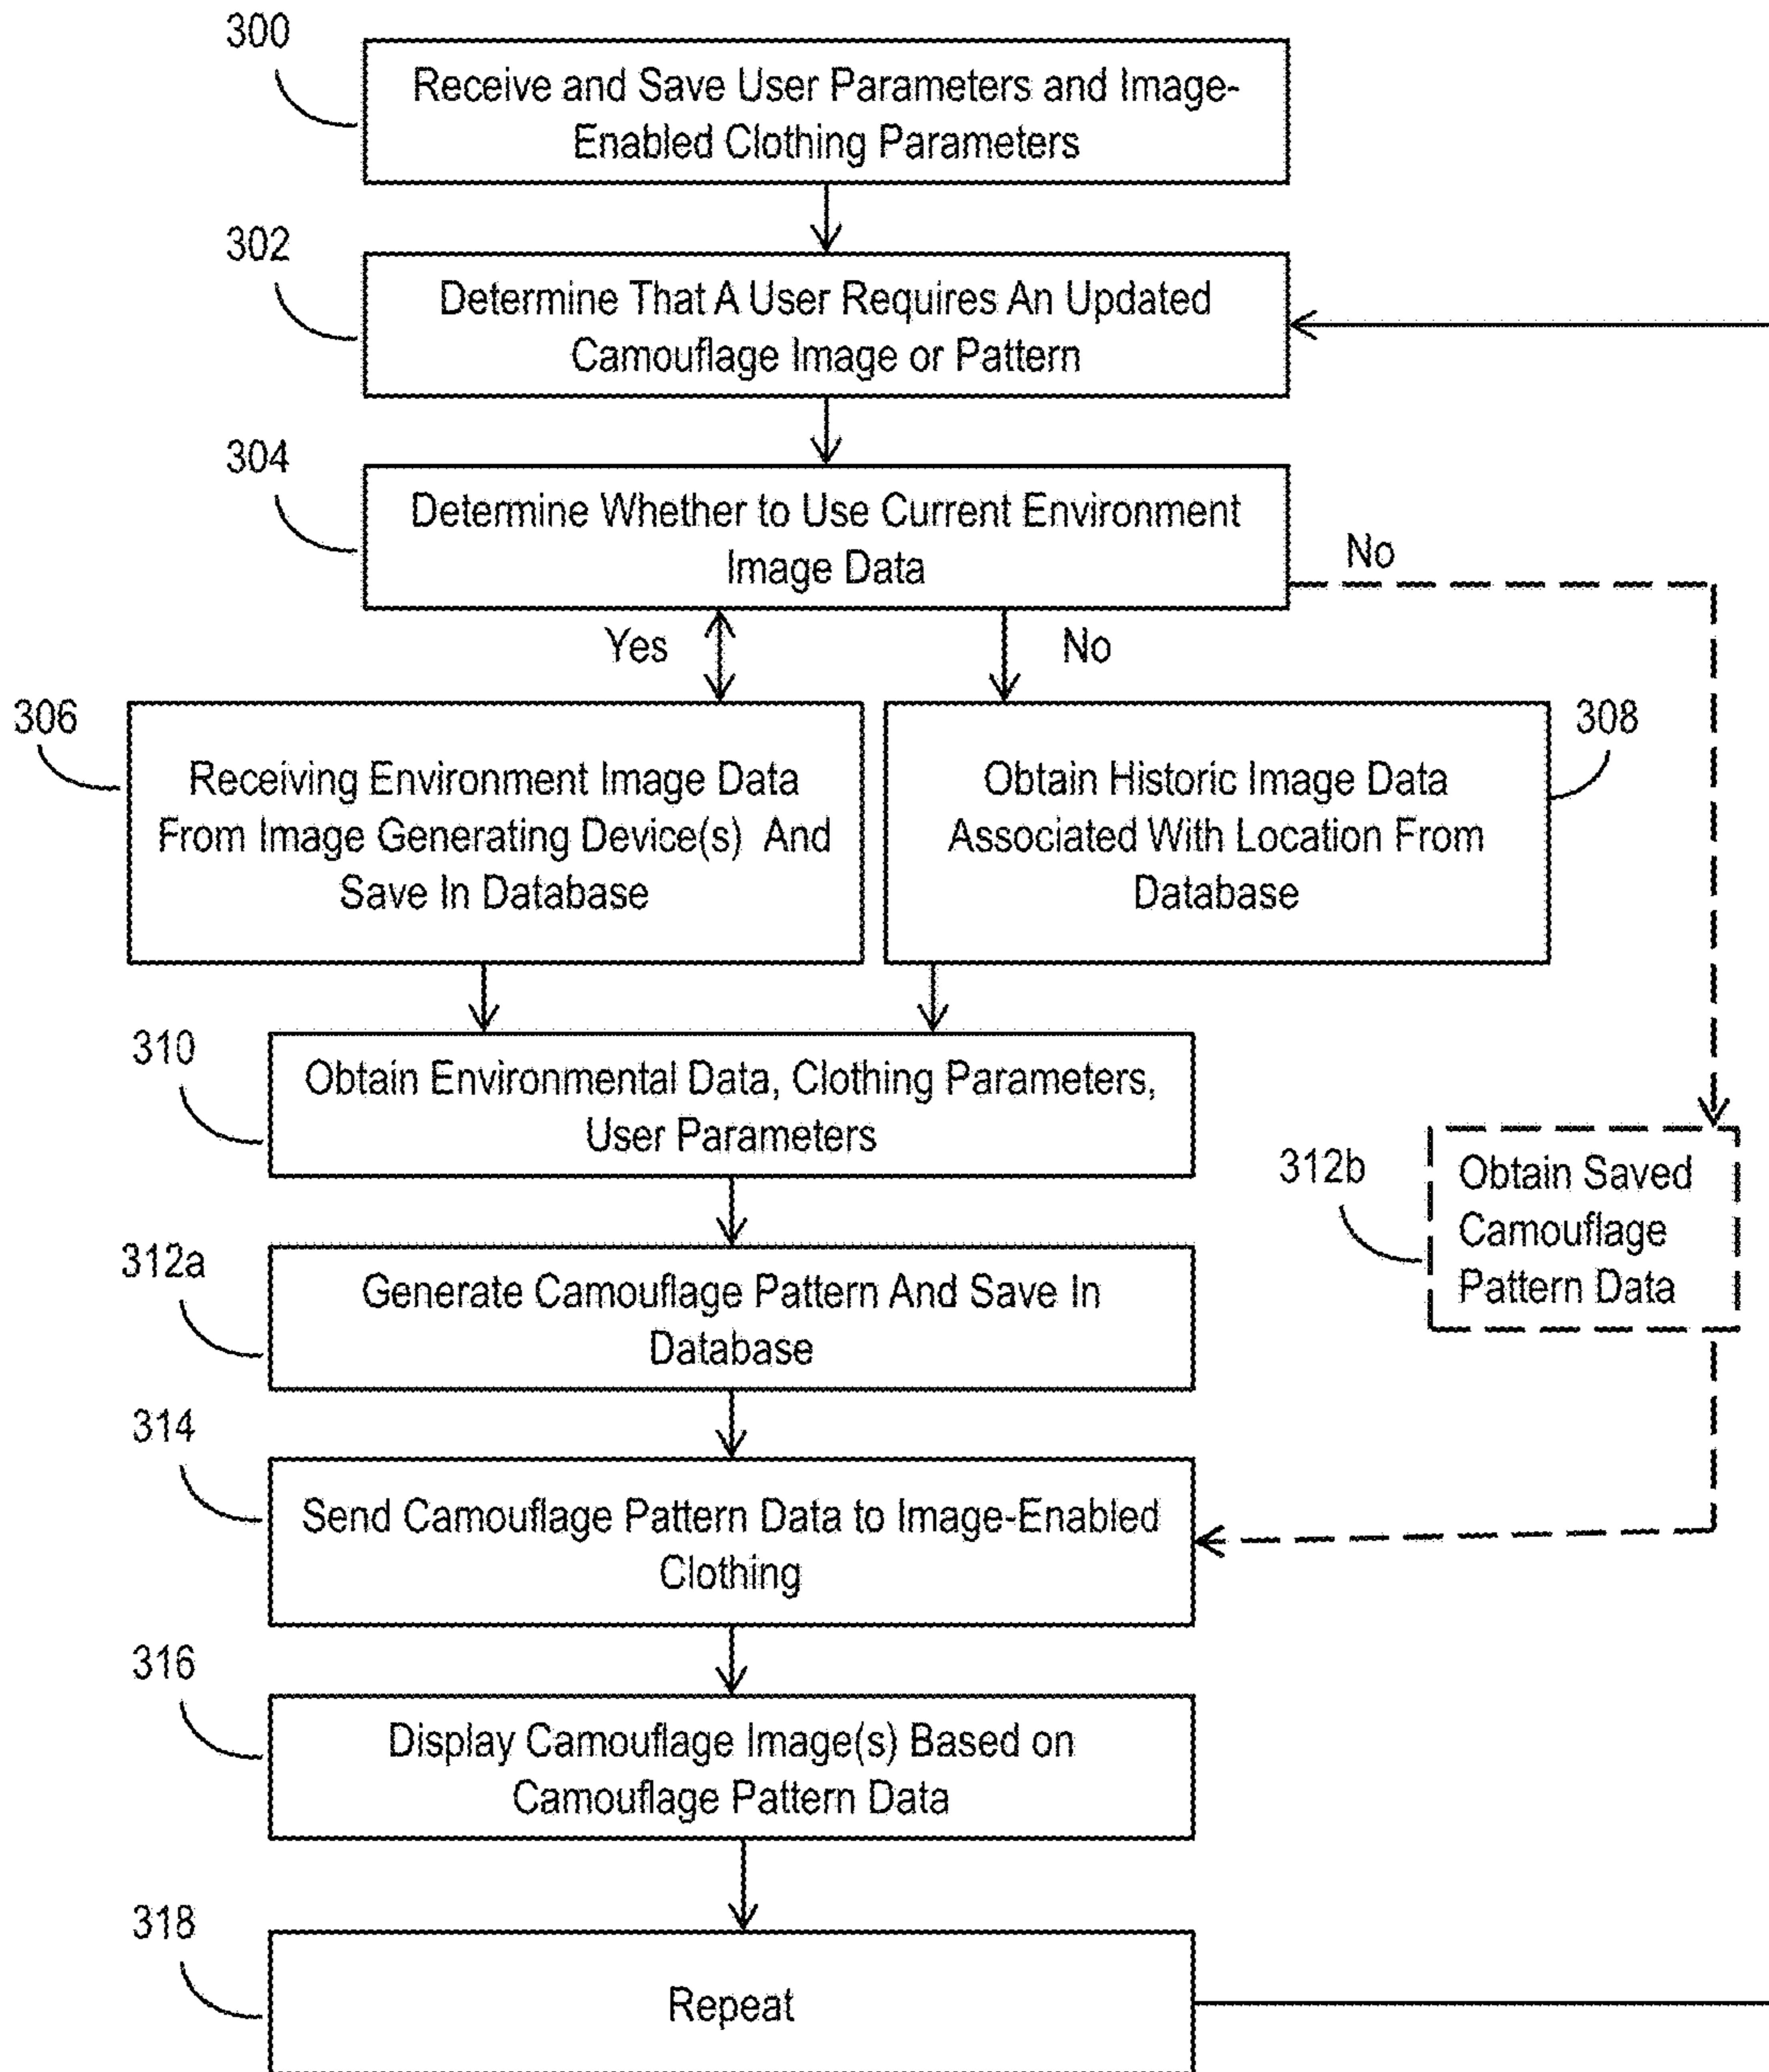 300
Receive and Save User Parameters and Image-
Enabled Clothing Parameters
302
Determine That A User Requires An Updated
Camouflage Image or Pattern
304
Determine Whether to Use Current Environment
Image Data
No
Yes
No
306
Receiving Environment Image Data
From Image Generating Device(s) And
Save In Database
308
Obtain Historic Image Data
Associated With Location From
Database
310
Obtain Environmental Data, Clothing Parameters,
User Parameters
312b
Obtain Saved
Camouflage
Pattern Data
312a
Generate Camouflage Pattern And Save In
Database
314
Send Camouflage Pattern Data to Image-Enabled
Clothing
316
Display Camouflage Image(s) Based on
Camouflage Pattern Data
318
Repeat